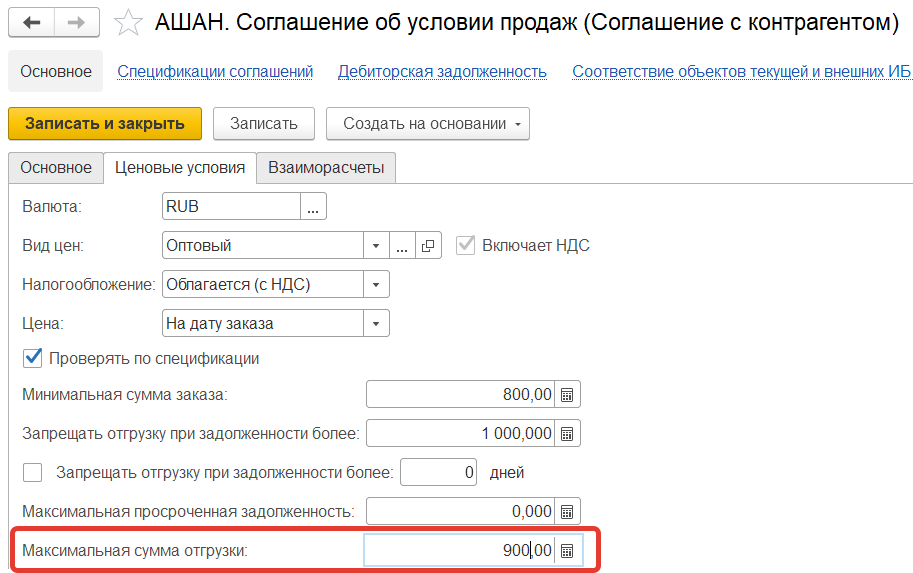 АШАН. Соглашение об условии продаж (Соглашение с контрагентом)
Основное Спецификации соглашений Дебиторская задолженность Соответствие объектов текущей и внешних ИБ
Записать и закрыть Записать Создать на основании
Основное Ценовые условия Взаиморасчеты
Валюта: RUB ...
Вид цен: Оптовый ... Включает НДС
Налогообложение: Облагается (с НДС)
Цена: На дату заказа
Проверять по спецификации
Минимальная сумма заказа: 800,00
Запрещать отгрузку при задолженности более: 1 000,000
Запрещать отгрузку при задолженности более: 0 дней
Максимальная просроченная задолженность: 0,000
Максимальная сумма отгрузки: 900,00